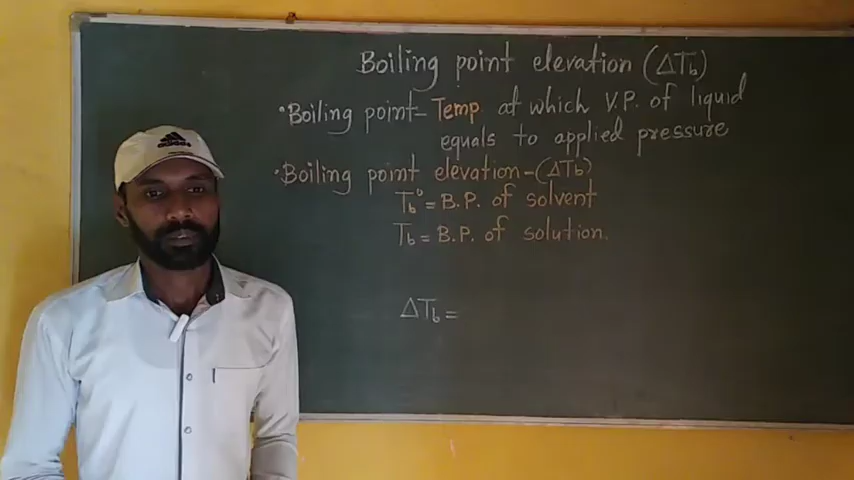 Boiling point elevation (ΔTb)
•Boiling point- Temp at which V.P. of liquid
equals to applied pressure
•Boiling point elevation-(ΔTb)
Tb° = B.P. of solvent
Tb = B.P. of solution.
ΔTb =
adidas